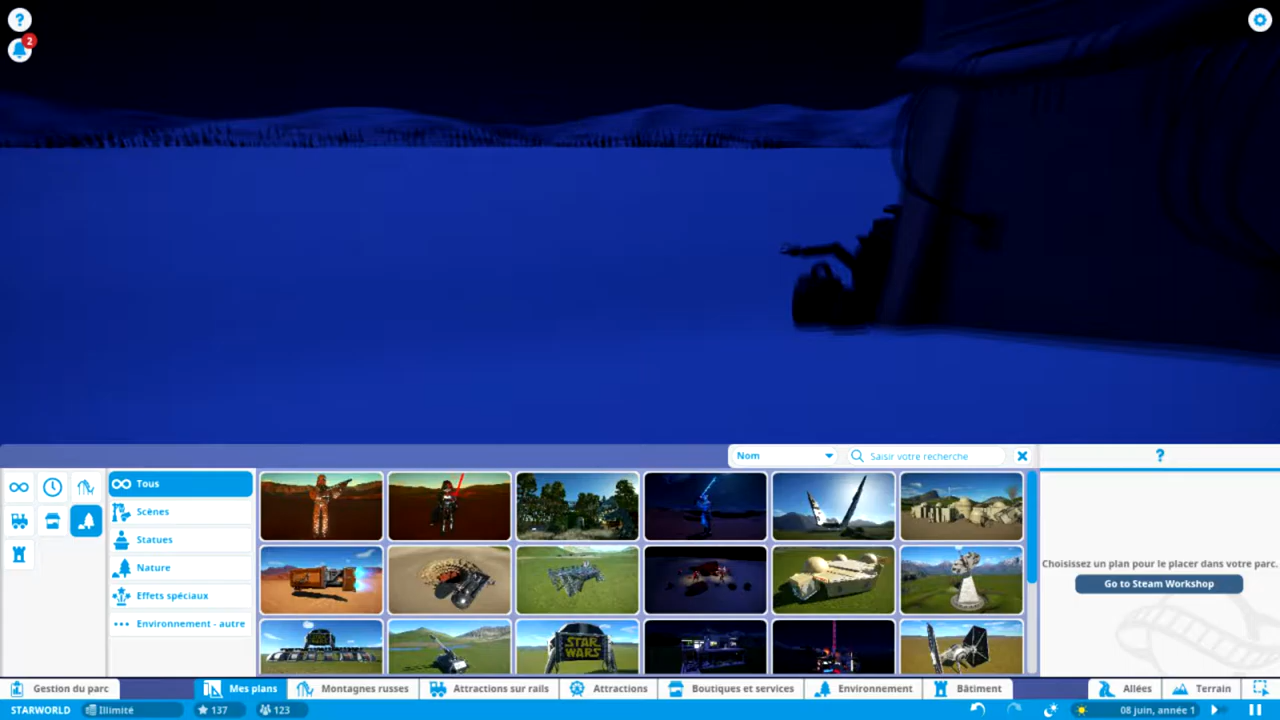 ?
2
Nom
Saisir votre recherche
?
Tous
Scènes
Statues
Nature
Effets spéciaux
Environnement - autre
STAR
WARS
Choisissez un plan pour le placer dans votre parc.
Go to Steam Workshop
Gestion du parc
Mes plans
Montagnes russes
Attractions sur rails
Attractions
Boutiques et services
Environnement
Bâtiment
Allées
Terrain
STARWORLD
Illimité
137
123
08 juin, année 1